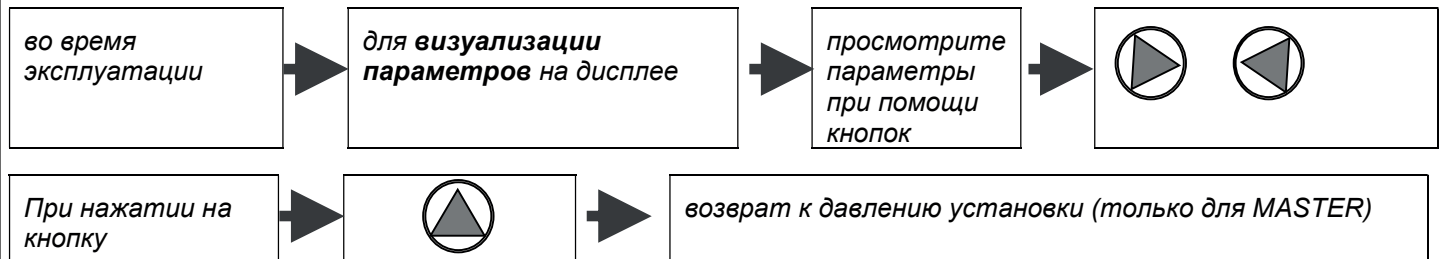 во время
эксплуатации
для визуализации
параметров на дисплее
просмотрите
параметры
при помощи
кнопок
При нажатии на
кнопку
возврат к давлению установки (только для MASTER)